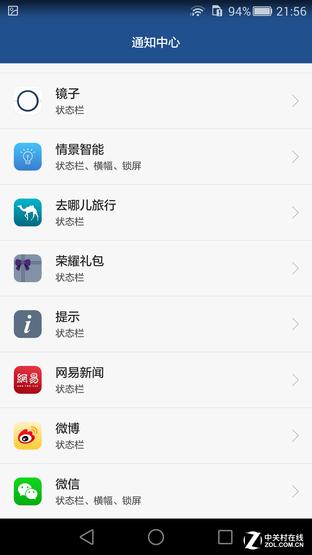 94% 21:56
通知中心
镜子
状态栏
情景智能
状态栏、横幅、锁屏
去哪儿旅行
状态栏
荣耀礼包
状态栏
提示
状态栏
網易
网易新闻
状态栏
微博
状态栏
微信
状态栏、横幅、锁屏
中关村在线
ZOL.COM.CN